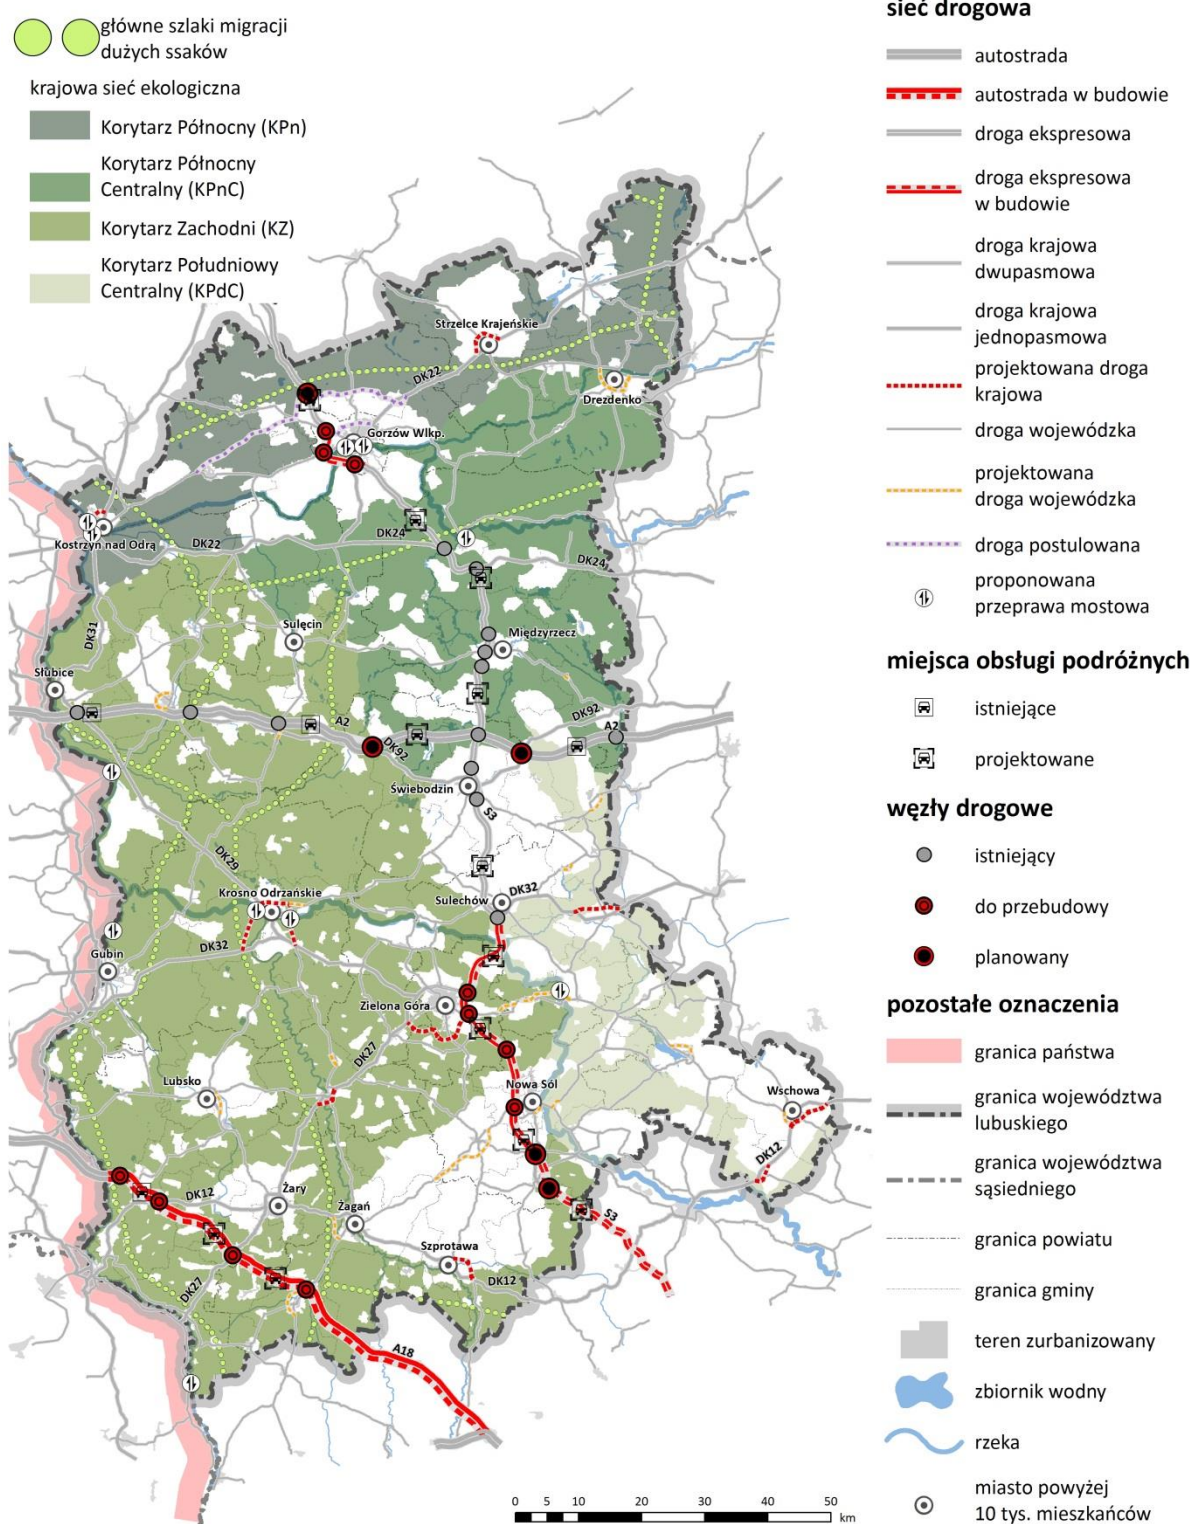 główne szlaki migracji
dużych ssaków
krajowa sieć ekologiczna
Korytarz Północny (KPn)
Korytarz Północny
Centralny (KPnC)
Korytarz Zachodni (KZ)
Korytarz Południowy
Centralny (KPdC)
Strzelce Krajeńskie
DK22
Drezdenko
Gorzów Wlkp.
Kostrzyn nad Odrą
DK22
DK24
DK24
DK31
Sulęcin
Międzyrzecz
Słubice
A2
DK92
DK92
A2
Świebodzin
S3
DK29
Krosno Odrzańskie
Sulechów
DK32
DK32
Gubin
Zielona Góra
DK27
Lubsko
Nowa Sól
Wschowa
DK12
DK12
Żary
Żagań
S3
Szprotawa
DK12
DK27
A18
0 5 10 20 30 40 50
km
sieć drogowa
autostrada
autostrada w budowie
droga ekspresowa
droga ekspresowa
w budowie
droga krajowa
dwupasmowa
droga krajowa
jednopasmowa
projektowana droga
krajowa
droga wojewódzka
projektowana
droga wojewódzka
droga postulowana
proponowana
przeprawa mostowa
miejsca obsługi podróżnych
istniejące
projektowane
węzły drogowe
istniejący
do przebudowy
planowany
pozostałe oznaczenia
granica państwa
granica województwa
lubuskiego
granica województwa
sąsiedniego
granica powiatu
granica gminy
teren zurbanizowany
zbiornik wodny
rzeka
miasto powyżej
10 tys. mieszkańców